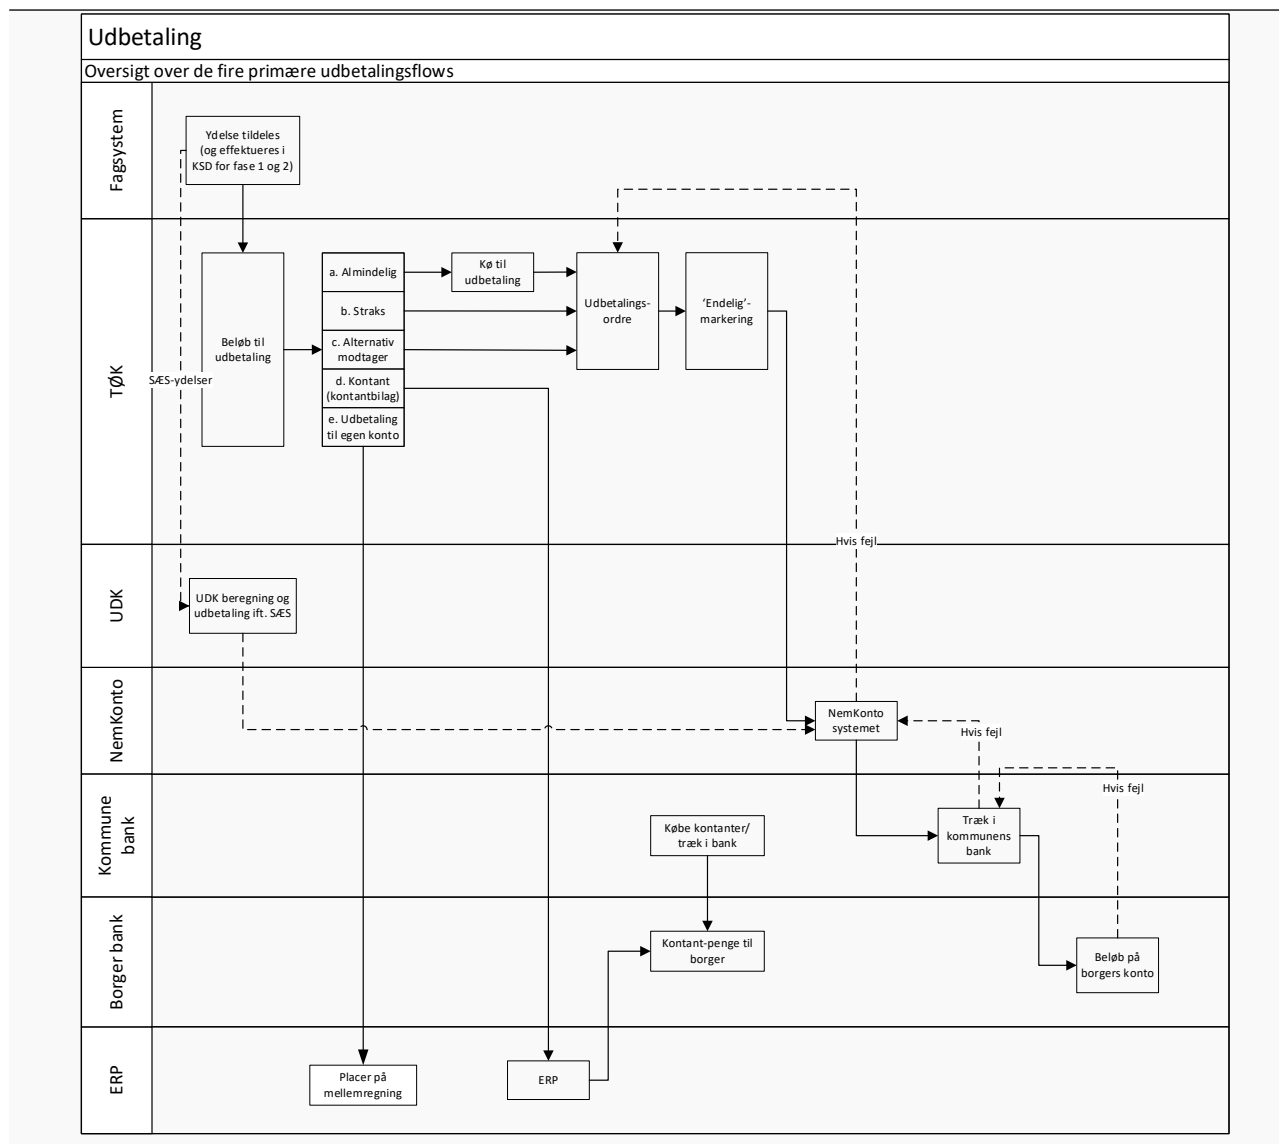 Udbetaling
Oversigt over de fire primære udbetalingsflows
Fagsystem
Ydelse tildeles
(og effektueres i
KSD for fase 1 og 2)
TØK
SÆS-ydelser
Beløb til
udbetaling
a. Almindelig
b. Straks
c. Alternativ
modtager
d. Kontant
(kontantbilag)
e. Udbetaling
til egen konto
Kø til
udbetaling
Udbetalings-
ordre
‘Endelig’-
markering
Hvis fejl
UDK
UDK beregning og
udbetaling ift. SÆS
NemKonto
NemKonto
systemet
Hvis fejl
Kommune
bank
Købe kontanter/
træk i bank
Træk i
kommunens
bank
Hvis fejl
Borger bank
Kontant-penge til
borger
Beløb på
borgers konto
ERP
Placer på
mellemregning
ERP